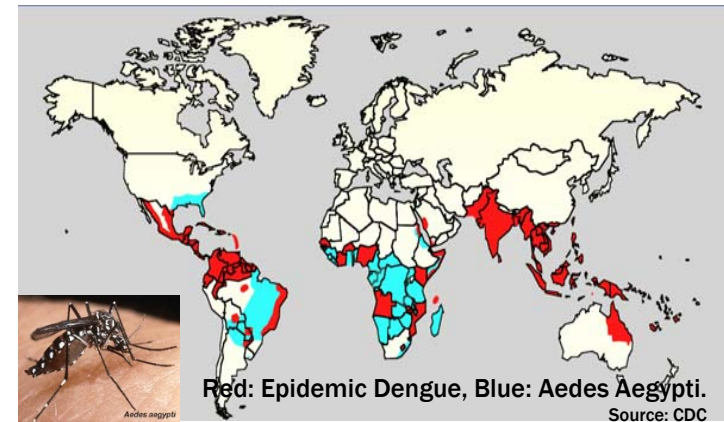 Aedes aegypti
Red: Epidemic Dengue, Blue: Aedes Aegypti.
Source: CDC